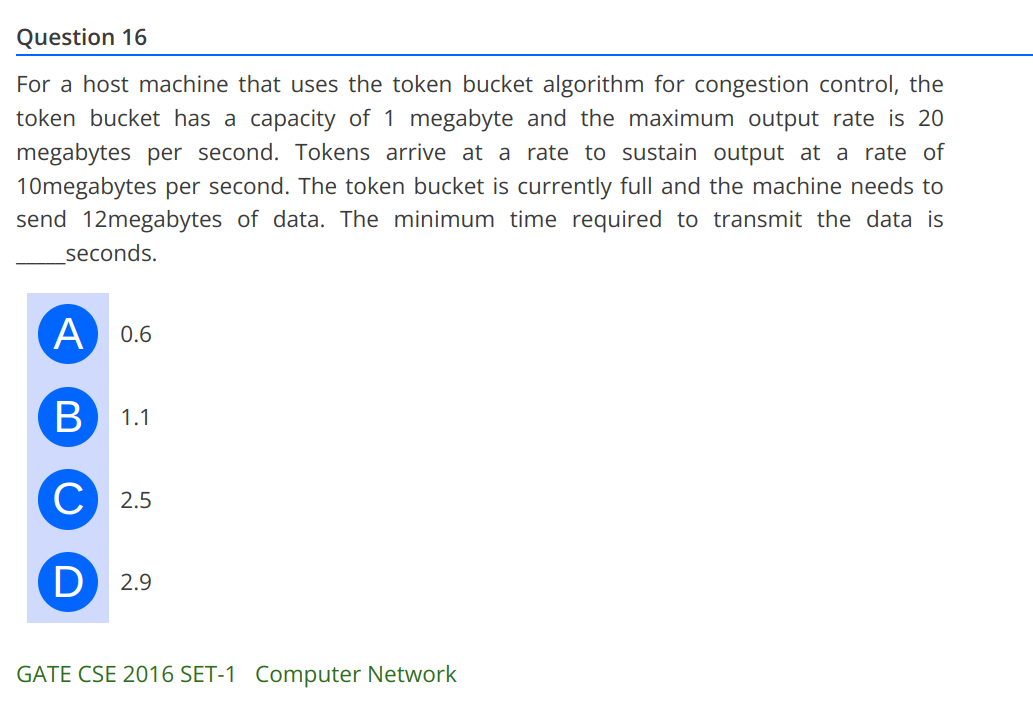 Question 16
For a host machine that uses the token bucket algorithm for congestion control, the
token bucket has a capacity of 1 megabyte and the maximum output rate is 20
megabytes per second. Tokens arrive at a rate to sustain output at a rate of
10megabytes per second. The token bucket is currently full and the machine needs to
send 12megabytes of data. The minimum time required to transmit the data is
_____seconds.
A 0.6
B 1.1
C 2.5
D 2.9
GATE CSE 2016 SET-1 Computer Network